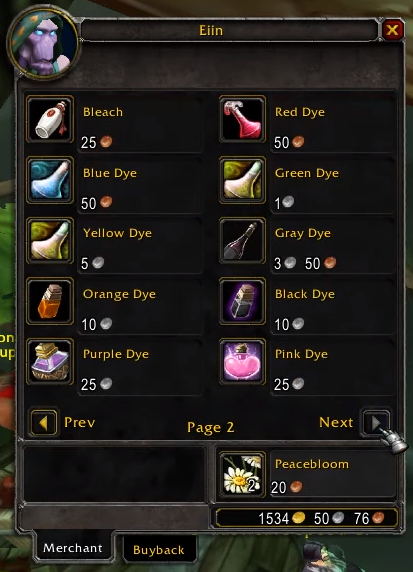 Eiin
Bleach
25
Red Dye
50
Blue Dye
50
Green Dye
1
Yellow Dye
5
Gray Dye
3 50
Orange Dye
10
Black Dye
10
Purple Dye
25
Pink Dye
25
Prev
Page 2
Next
Peacebloom
2
20
1534 50 76
Merchant
Buyback
on
up